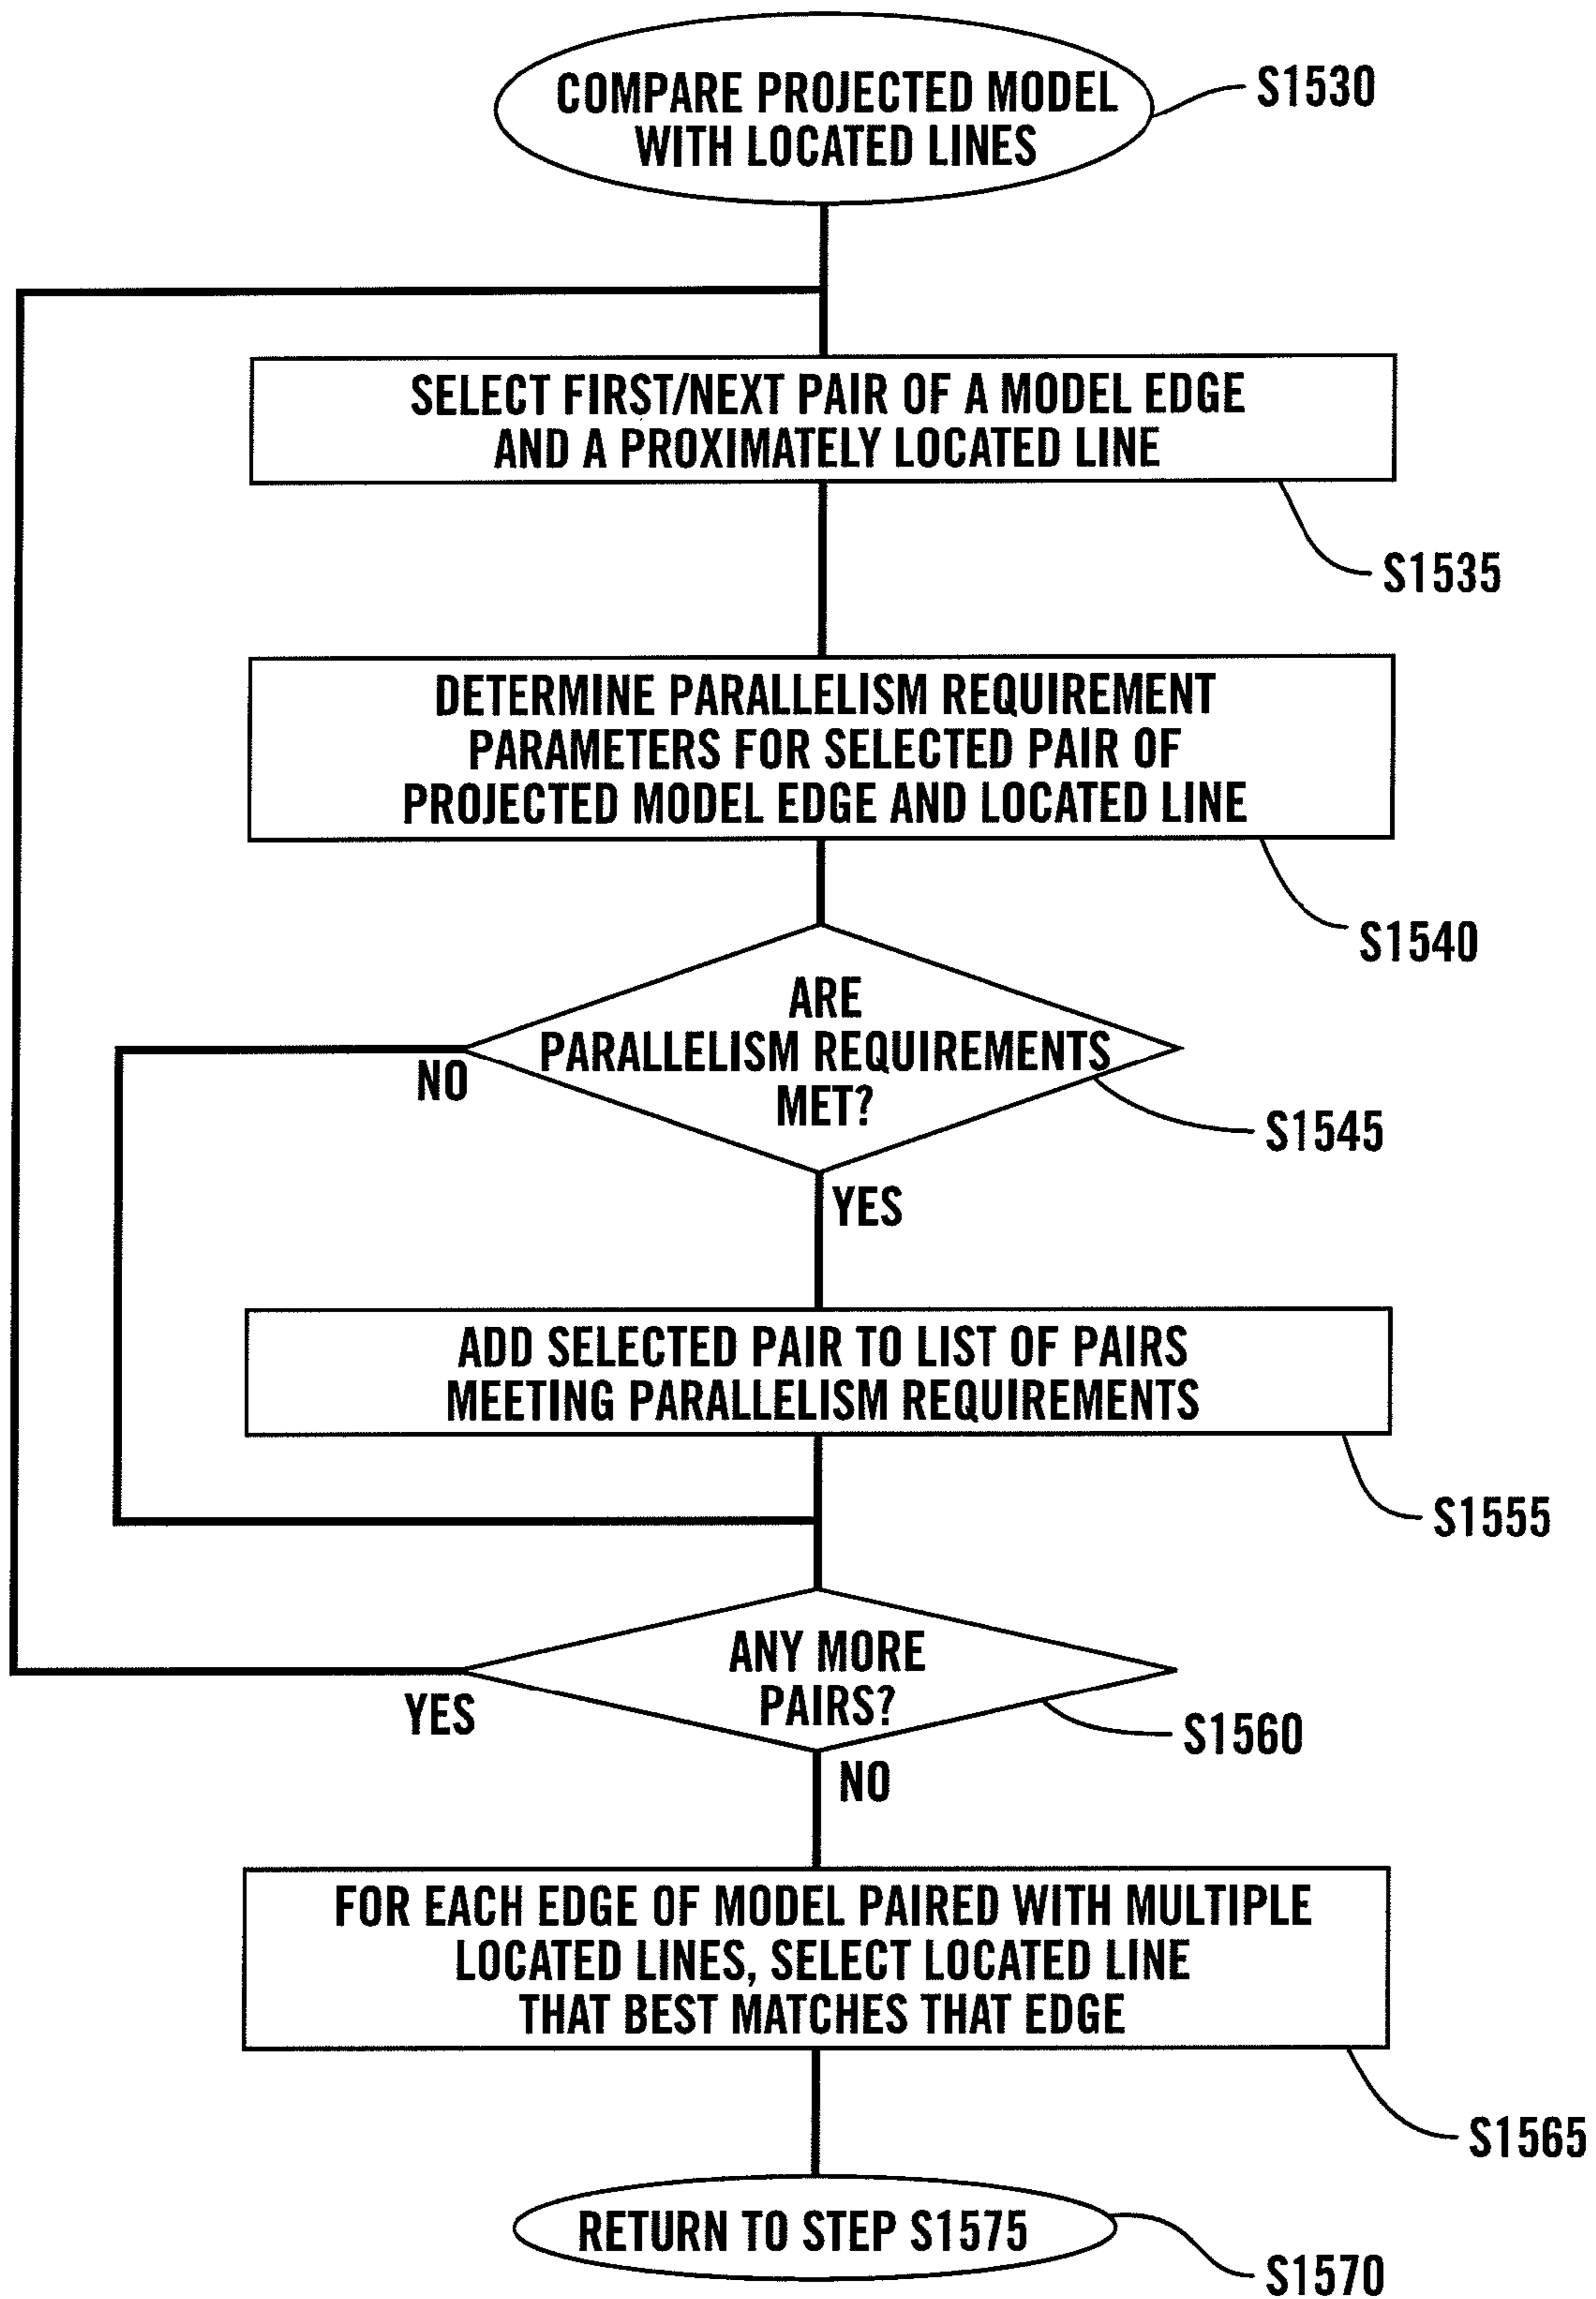 COMPARE PROJECTED MODEL
WITH LOCATED LINES
S1530
SELECT FIRST/NEXT PAIR OF A MODEL EDGE
AND A PROXIMATELY LOCATED LINE
S1535
DETERMINE PARALLELISM REQUIREMENT
PARAMETERS FOR SELECTED PAIR OF
PROJECTED MODEL EDGE AND LOCATED LINE
S1540
ARE
PARALLELISM REQUIREMENTS
MET?
NO
S1545
YES
ADD SELECTED PAIR TO LIST OF PAIRS
MEETING PARALLELISM REQUIREMENTS
S1555
ANY MORE
PAIRS?
YES
S1560
NO
FOR EACH EDGE OF MODEL PAIRED WITH MULTIPLE
LOCATED LINES, SELECT LOCATED LINE
THAT BEST MATCHES THAT EDGE
S1565
RETURN TO STEP S1575
S1570